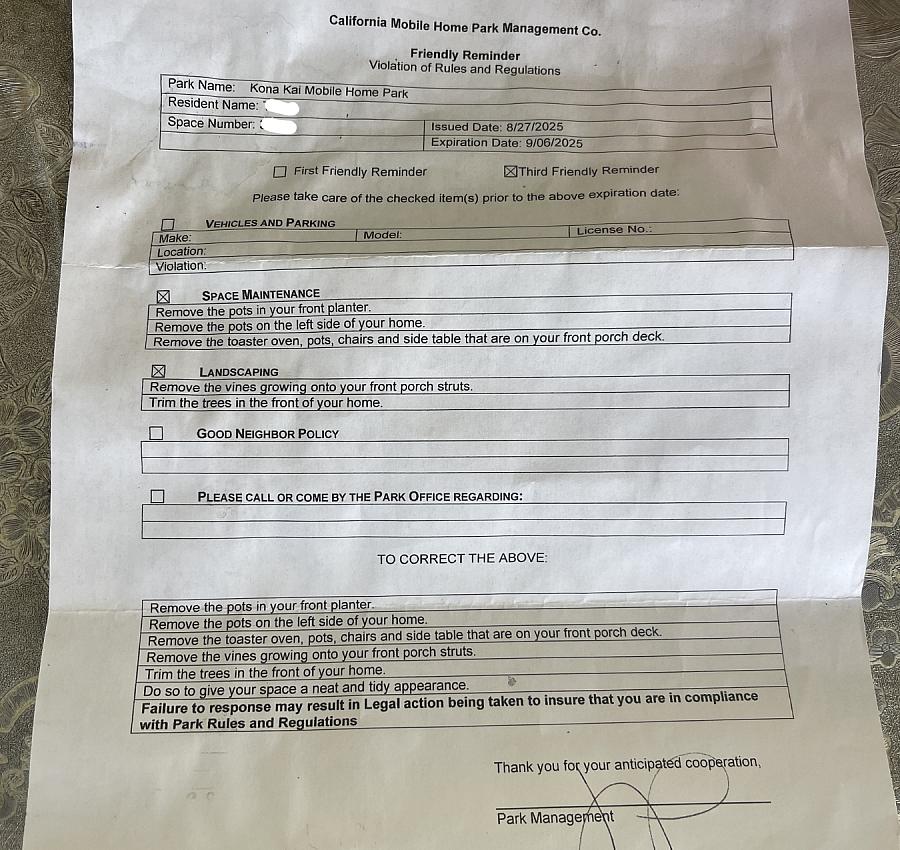 California Mobile Home Park Management Co.
Friendly Reminder
Violation of Rules and Regulations
Park Name: Kona Kai Mobile Home Park
Resident Name:
Space Number:
Issued Date: 8/27/2025
Expiration Date: 9/06/2025
First Friendly Reminder
Third Friendly Reminder
Please take care of the checked item(s) prior to the above expiration date:
VEHICLES AND PARKING
Make: Model: License No.:
Location:
Violation:
SPACE MAINTENANCE
Remove the pots in your front planter.
Remove the pots on the left side of your home.
Remove the toaster oven, pots, chairs and side table that are on your front porch deck.
LANDSCAPING
Remove the vines growing onto your front porch struts.
Trim the trees in the front of your home.
GOOD NEIGHBOR POLICY
PLEASE CALL OR COME BY THE PARK OFFICE REGARDING:
TO CORRECT THE ABOVE:
Remove the pots in your front planter.
Remove the pots on the left side of your home.
Remove the toaster oven, pots, chairs and side table that are on your front porch deck.
Remove the vines growing onto your front porch struts.
Trim the trees in the front of your home.
Do so to give your space a neat and tidy appearance.
Failure to response may result in Legal action being taken to insure that you are in compliance
with Park Rules and Regulations
Thank you for your anticipated cooperation,
Park Management